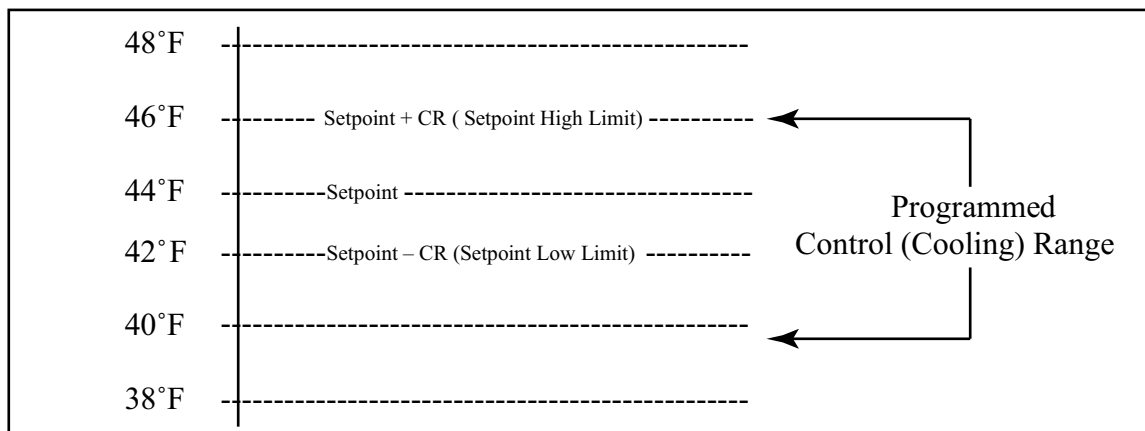 48˚F
46˚F Setpoint + CR ( Setpoint High Limit)
44˚F Setpoint
Programmed
Control (Cooling) Range
42˚F Setpoint – CR (Setpoint Low Limit)
40˚F
38˚F